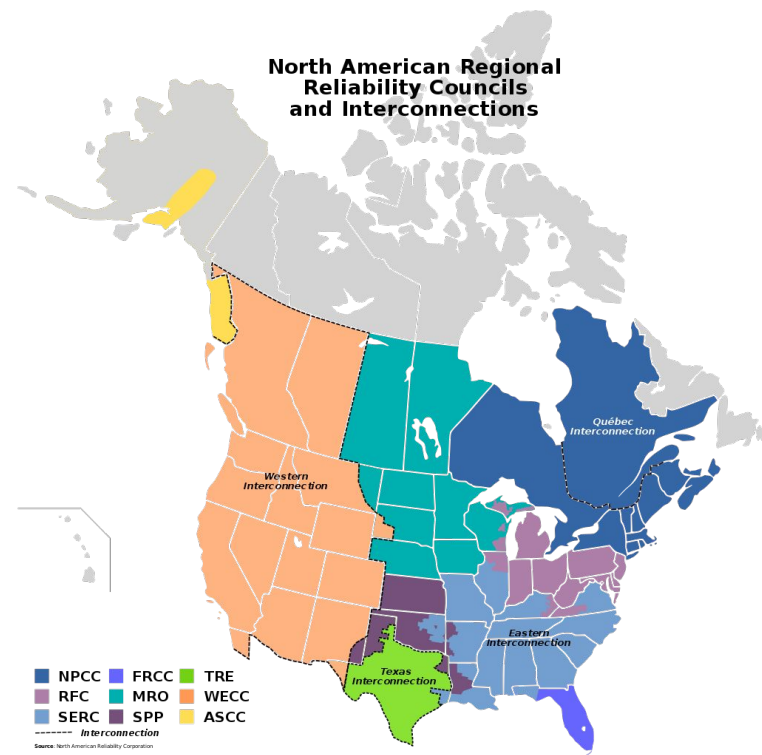 North American Regional
Reliability Councils
and Interconnections
Québec
Interconnection
Western
Interconnection
Eastern
Interconnection
Texas
Interconnection
NPCC FRCC TRE
RFC MRO WECC
SERC SPP ASCC
Interconnection
Source: North American Reliability Corporation